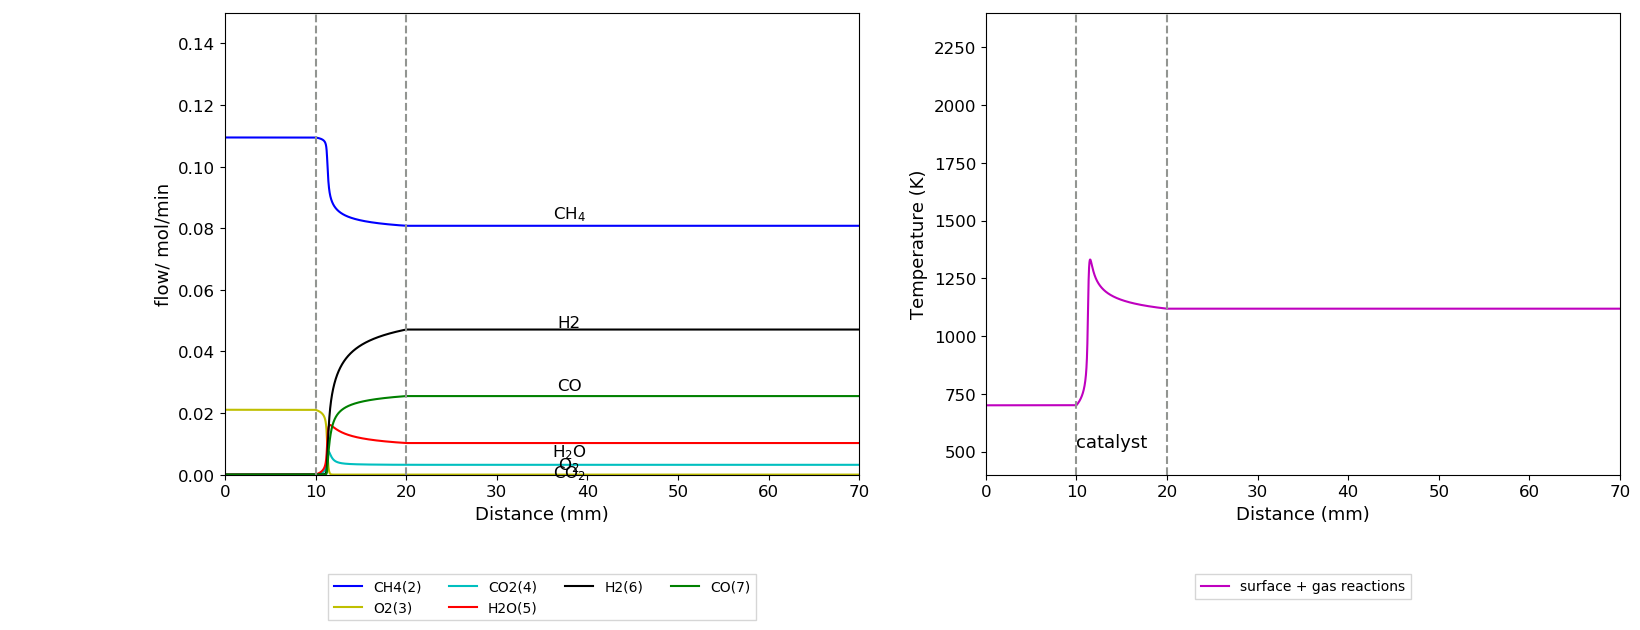 flow/ mol/min
0.14
0.12
0.10
0.08
0.06
0.04
0.02
0.00
CH₄
H2
CO
H₂O
O₂
CO₂
0 10 20 30 40 50 60 70
Distance (mm)
CH4(2) CO2(4) H2(6) CO(7)
O2(3) H2O(5)
Temperature (K)
2250
2000
1750
1500
1250
1000
750
500
catalyst
0 10 20 30 40 50 60 70
Distance (mm)
surface + gas reactions